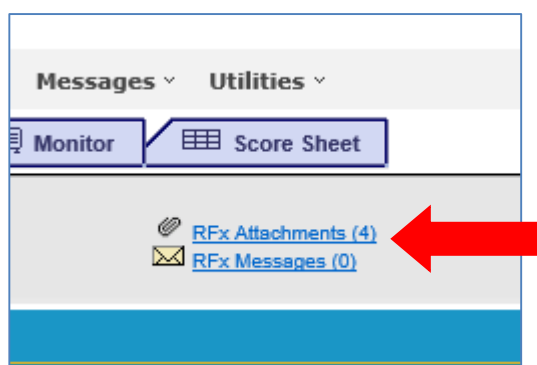 Messages Utilities
Monitor Score Sheet
RFx Attachments (4)
RFx Messages (0)